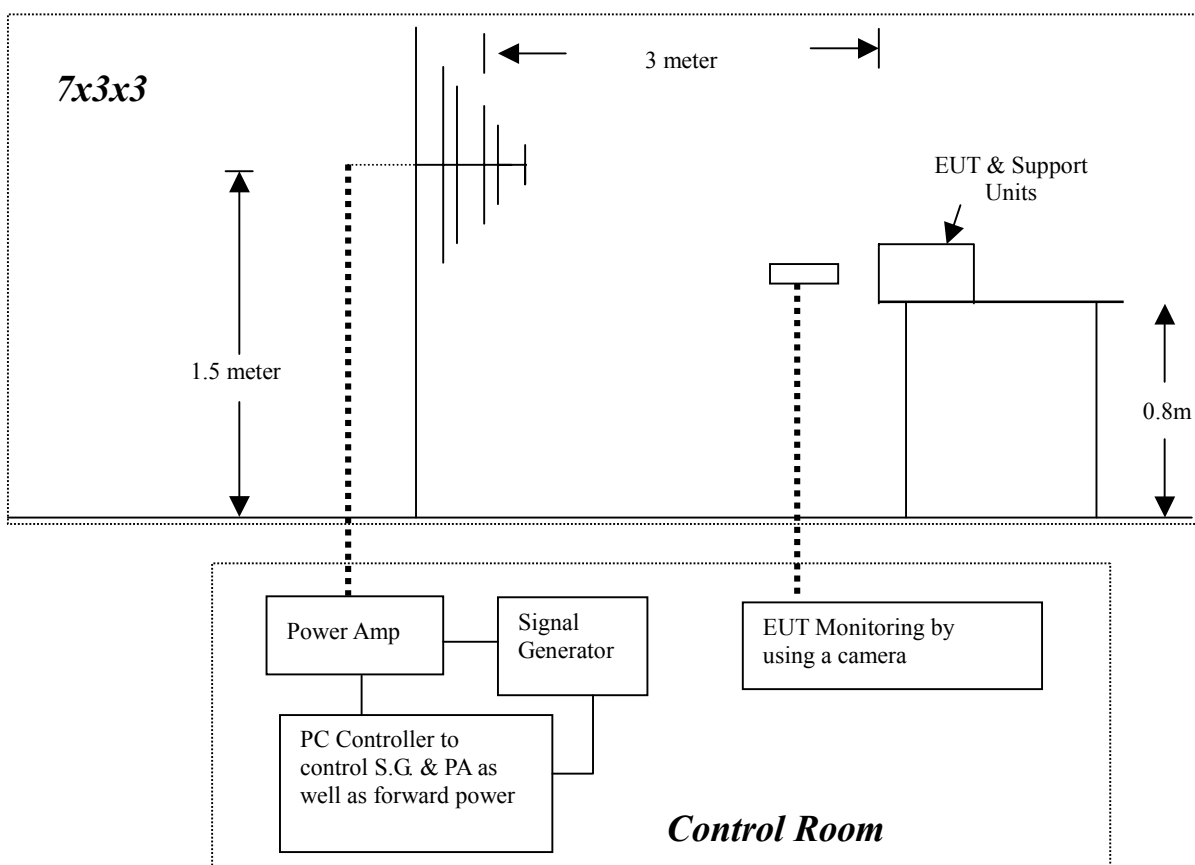 7x3x3
3 meter
EUT & Support
Units
1.5 meter
0.8m
Power Amp
Signal
Generator
EUT Monitoring by
using a camera
PC Controller to
control S.G. & PA as
well as forward power
Control Room